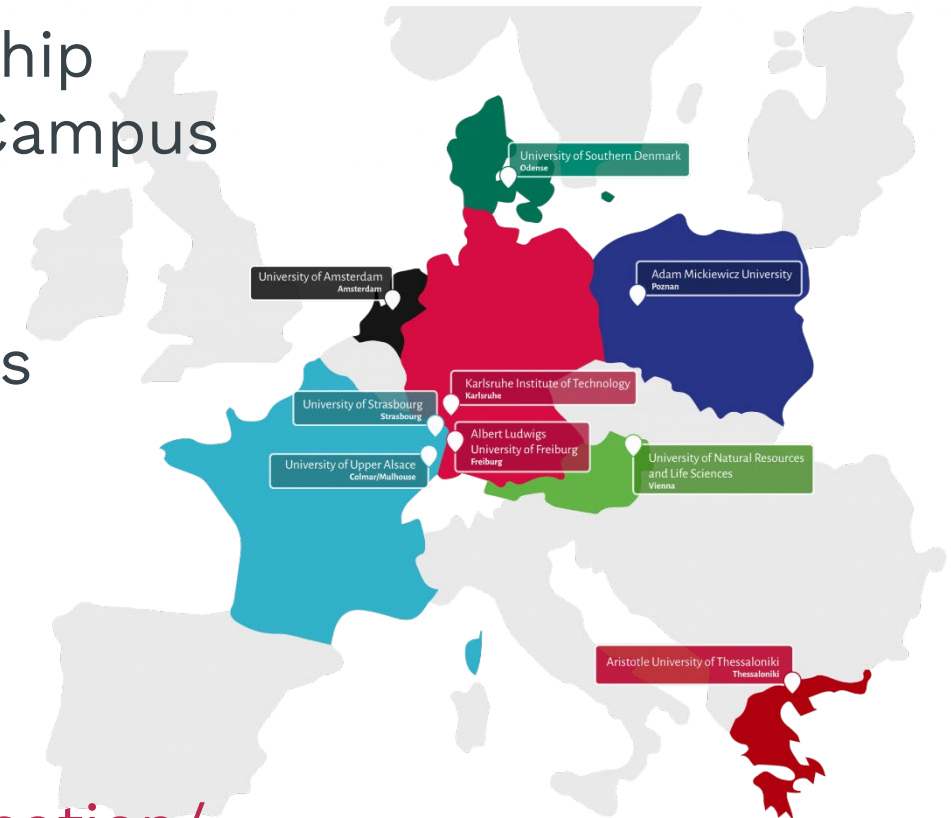 hip
Campus
s
University of Southern Denmark
Odense
University of Amsterdam
Amsterdam
Adam Mickiewicz University
Poznan
Karlsruhe Institute of Technology
Karlsruhe
University of Strasbourg
Strasbourg
Albert Ludwigs
University of Freiburg
Freiburg
University of Upper Alsace
Colmar/Mulhouse
University of Natural Resources
and Life Sciences
Vienna
Aristotle University of Thessaloniki
Thessaloniki